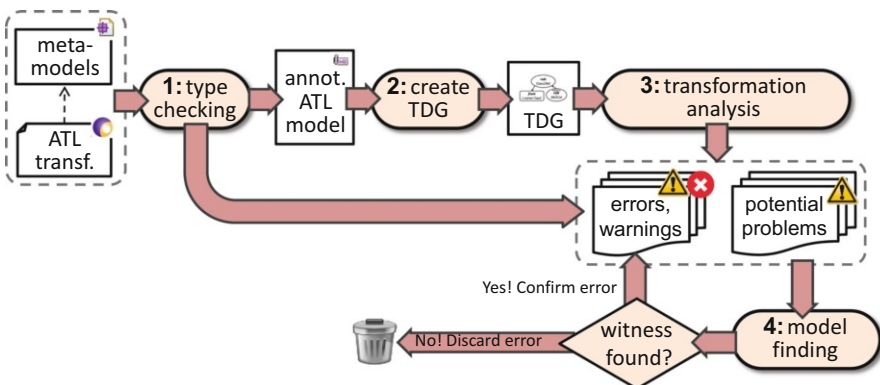 meta-
models
ATL
transf.
1: type
checking
annot.
ATL
model
2: create
TDG
TDG
3: transformation
analysis
errors,
warnings
potential
problems
Yes! Confirm error
No! Discard error
witness
found?
4: model
finding